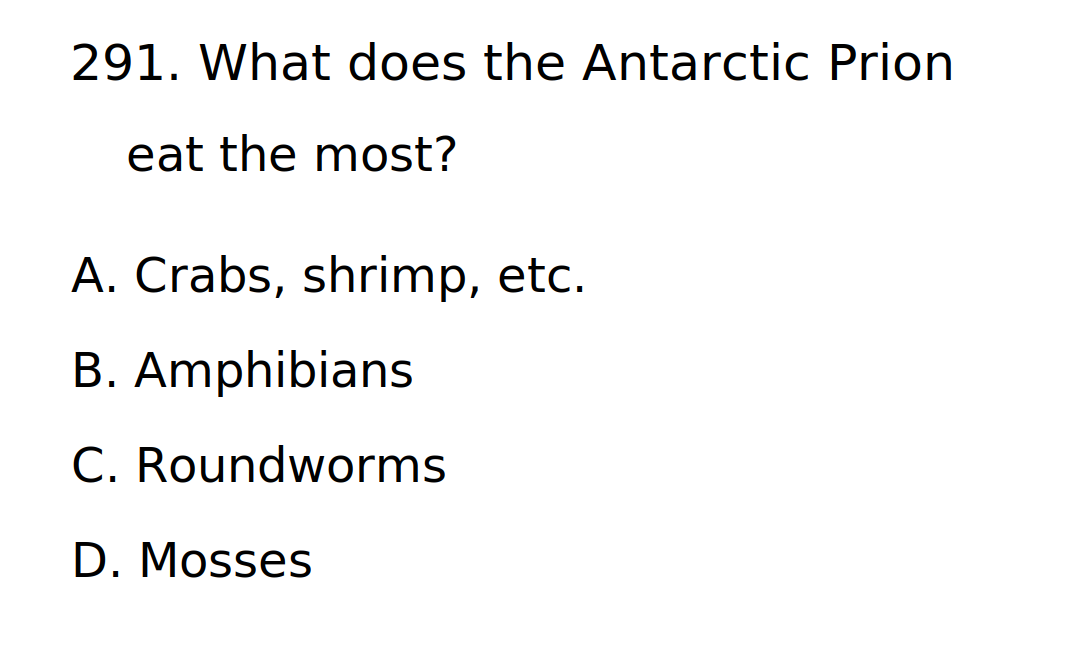 291. What does the Antarctic Prion
eat the most?
A. Crabs, shrimp, etc.
B. Amphibians
C. Roundworms
D. Mosses